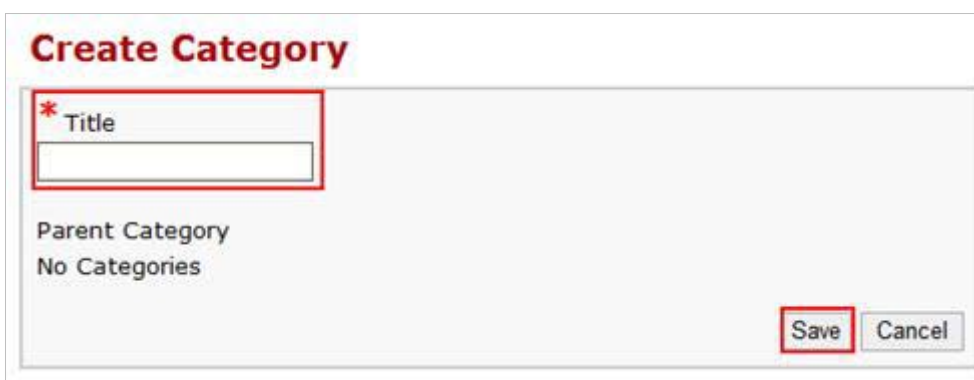 Create Category
* Title
Parent Category
No Categories
Save Cancel